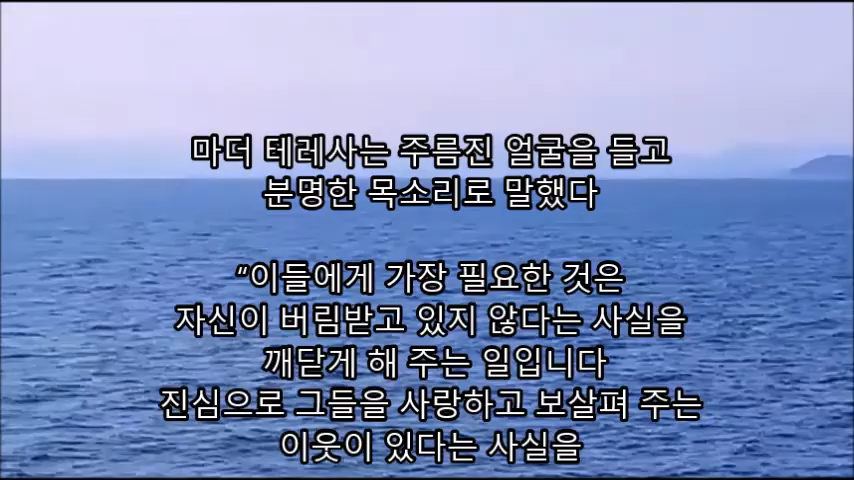 마더 테레사는 주름진 얼굴을 들고
분명한 목소리로 말했다
“이들에게 가장 필요한 것은
자신이 버림받고 있지 않다는 사실을
깨닫게 해 주는 일입니다
진심으로 그들을 사랑하고 보살펴 주는
이웃이 있다는 사실을